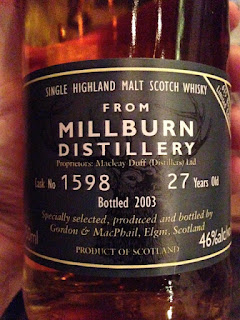 SINGLE HIGHLAND MALT SCOTCH WHISKY
FROM
MILLBURN
DISTILLERY
Proprietors: Macleay Duff (Distillers) Ltd
Cask No 1598 27 Years Old
Bottled 2003
Specially selected, produced and bottled by
Gordon & MacPhail, Elgin, Scotland
46%alc
PRODUCT OF SCOTLAND